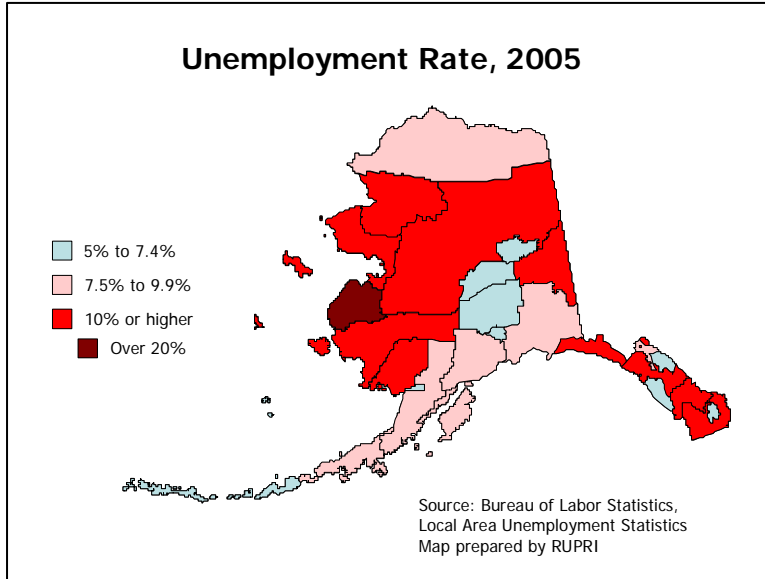 Unemployment Rate, 2005
5% to 7.4%
7.5% to 9.9%
10% or higher
Over 20%
Source: Bureau of Labor Statistics,
Local Area Unemployment Statistics
Map prepared by RUPRI